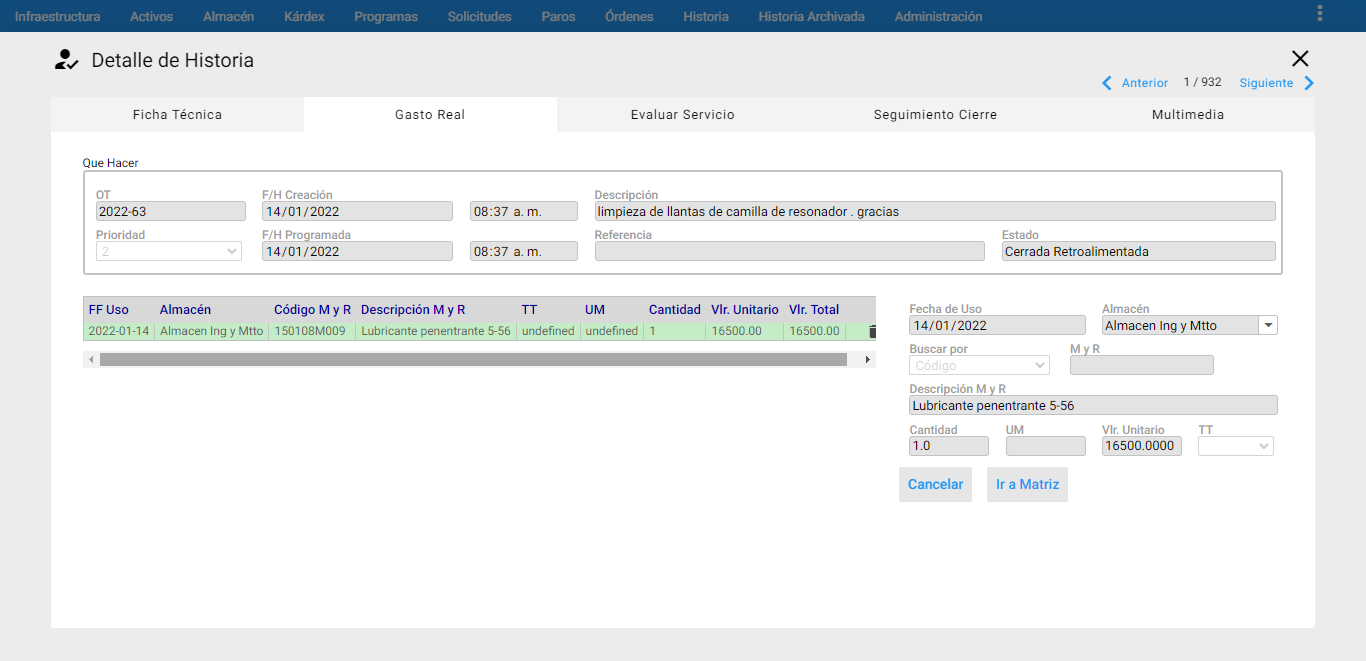 Infraestructura Activos Almacén Kárdex Programas Solicitudes Paros Órdenes Historia Historia Archivada Administración
Detalle de Historia
Anterior 1 / 932 Siguiente
Ficha Técnica Gasto Real Evaluar Servicio Seguimiento Cierre Multimedia
Que Hacer
OT F/H Creación Descripción
2022-63 14/01/2022 08:37 a. m. limpieza de llantas de camilla de resonador . gracias
Prioridad F/H Programada Referencia Estado
2 14/01/2022 08:37 a. m. Cerrada Retroalimentada
FF Uso Almacén Código M y R Descripción M y R TT UM Cantidad Vlr. Unitario Vlr. Total
2022-01-14 Almacen Ing y Mtto 150108M009 Lubricante penentrante 5-56 undefined undefined 1 16500.00 16500.00
Fecha de Uso Almacén
14/01/2022 Almacen Ing y Mtto
Buscar por M y R
Código
Descripción M y R
Lubricante penentrante 5-56
Cantidad UM Vlr. Unitario TT
1.0 16500.0000
Cancelar Ir a Matriz